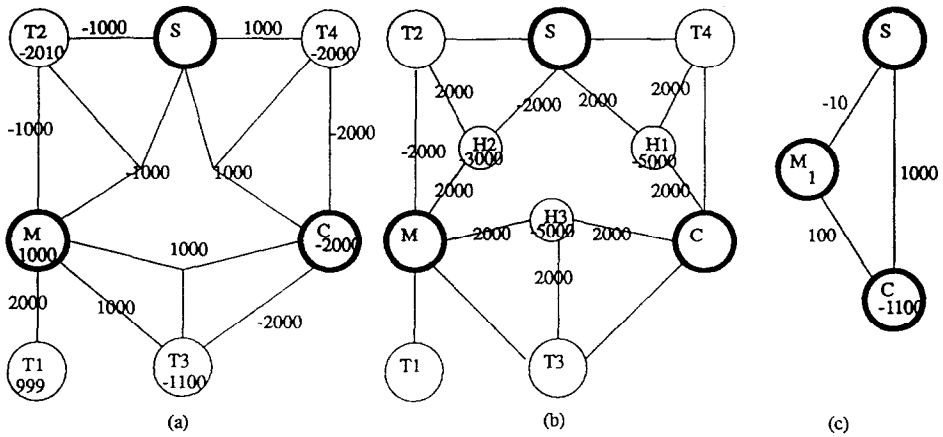 T2 -1000 S 1000 T4
-2010 -2000
-1000 -2000
-1000 1000
M C
1000 1000 -2000
2000 1000 -2000
T1 T3
999 -1100
(a)
T2 S T4
2000 -2000 2000 2000
-2000 H2 H1
-3000 -5000
2000 2000
M H3 C
2000 -5000 2000
2000
T1 T3
(b)
S
-10
M
1 1000
100
C
-1100
(c)